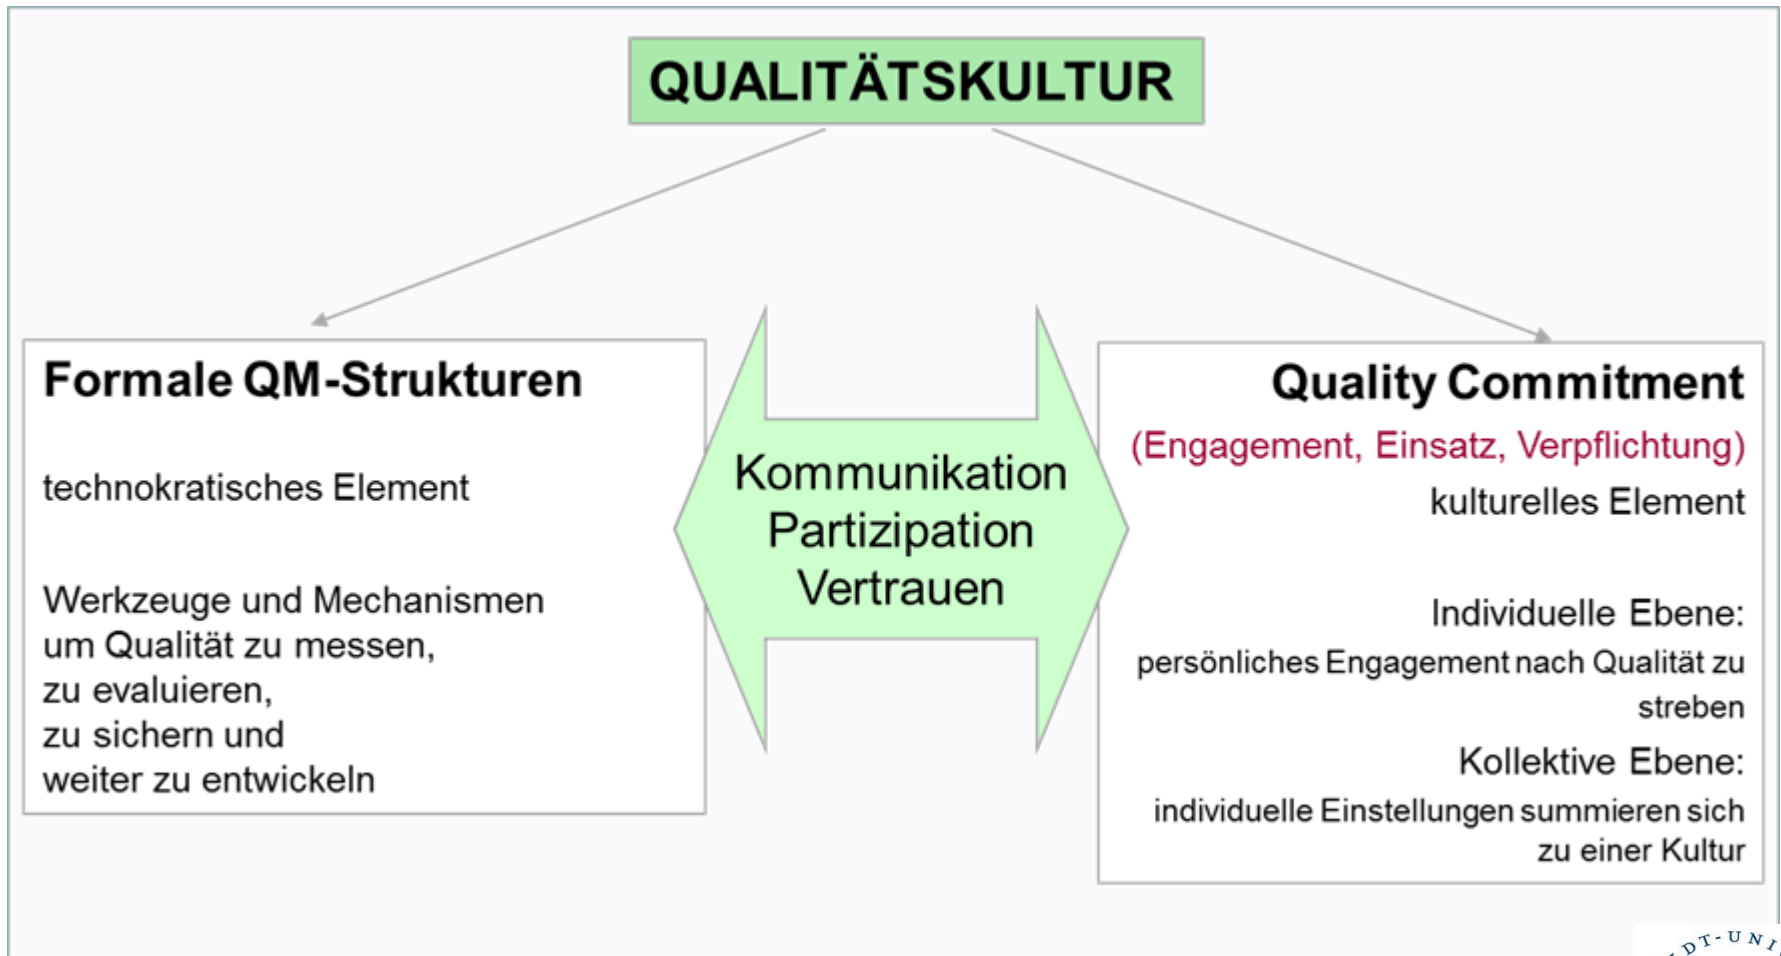 QUALITÄTSKULTUR
Formale QM-Strukturen
technokratisches Element
Werkzeuge und Mechanismen
um Qualität zu messen,
zu evaluieren,
zu sichern und
weiter zu entwickeln
Kommunikation
Partizipation
Vertrauen
Quality Commitment
(Engagement, Einsatz, Verpflichtung)
kulturelles Element
Individuelle Ebene:
persönliches Engagement nach Qualität zu
streben
Kollektive Ebene:
individuelle Einstellungen summieren sich
zu einer Kultur